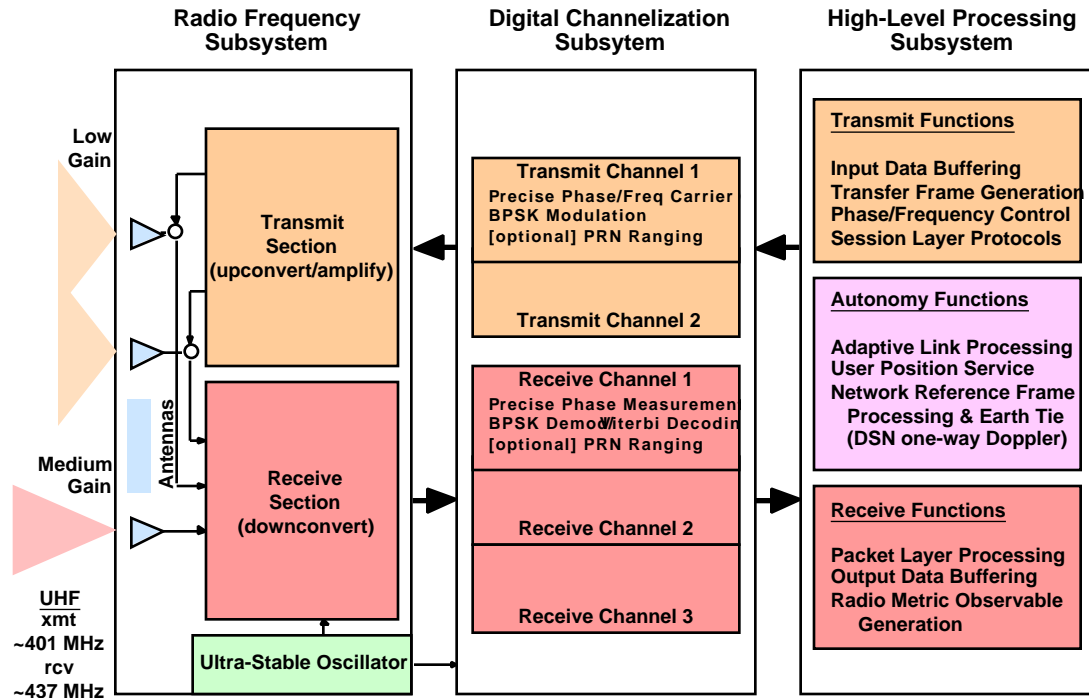 Radio Frequency
Subsystem
Digital Channelization
Subsytem
High-Level Processing
Subsystem
Low
Gain
Medium
Gain
Antennas
UHF
xmt
~401 MHz
rcv
~437 MHz
Transmit
Section
(upconvert/amplify)
Receive
Section
(downconvert)
Ultra-Stable Oscillator
Transmit Channel 1
Precise Phase/Freq Carrier
BPSK Modulation
[optional] PRN Ranging
Transmit Channel 2
Receive Channel 1
Precise Phase Measurement
BPSK Demod/Viterbi Decodin
[optional] PRN Ranging
Receive Channel 2
Receive Channel 3
Transmit Functions
Input Data Buffering
Transfer Frame Generation
Phase/Frequency Control
Session Layer Protocols
Autonomy Functions
Adaptive Link Processing
User Position Service
Network Reference Frame
Processing & Earth Tie
(DSN one-way Doppler)
Receive Functions
Packet Layer Processing
Output Data Buffering
Radio Metric Observable
Generation